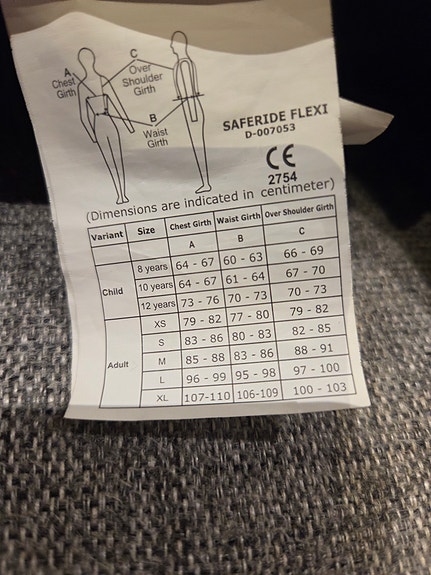 A
Chest
Girth
C
Over
Shoulder
Girth
B
Waist
Girth
SAFERIDE FLEXI
D-007053
CE
2754
(Dimensions are indicated in centimeter)
Variant Size Chest Girth Waist Girth Over Shoulder Girth
A B C
Child
8 years 64 - 67 60 - 63 66 - 69
10 years 64 - 67 61 - 64 67 - 70
12 years 73 - 76 70 - 73 70 - 73
Adult
XS 79 - 82 77 - 80 79 - 82
S 83 - 86 80 - 83 82 - 85
M 85 - 88 83 - 86 88 - 91
L 96 - 99 95 - 98 97 - 100
XL 107-110 106-109 100 - 103